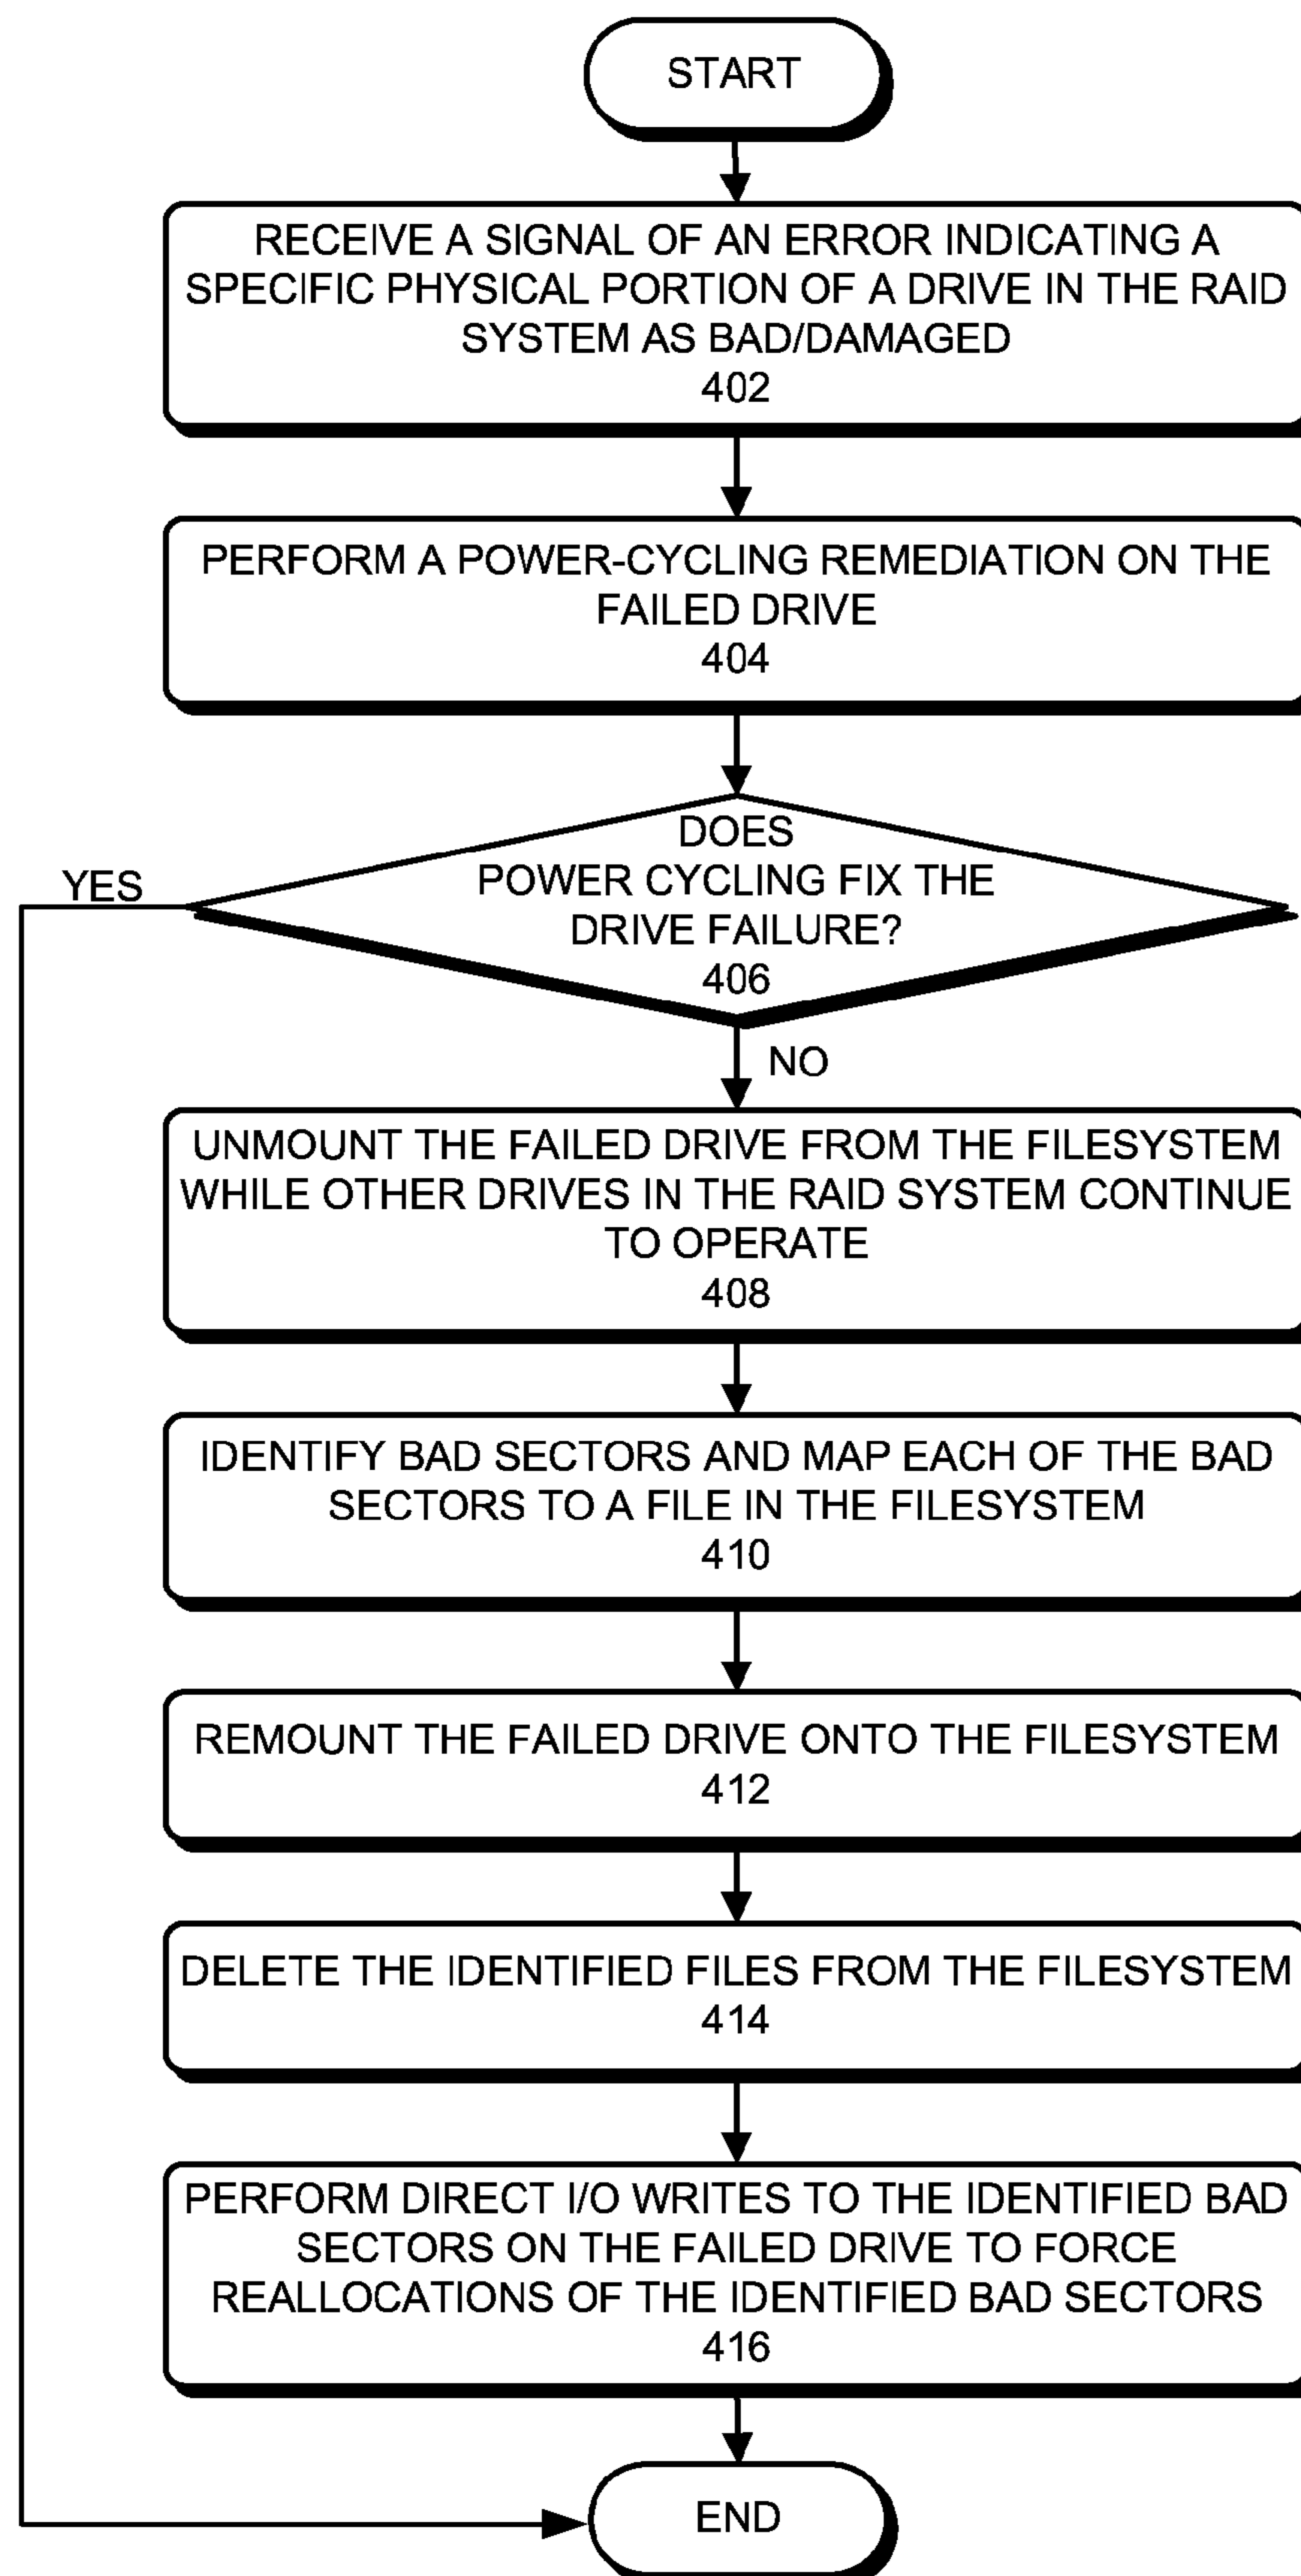 START
RECEIVE A SIGNAL OF AN ERROR INDICATING A
SPECIFIC PHYSICAL PORTION OF A DRIVE IN THE RAID
SYSTEM AS BAD/DAMAGED
402
PERFORM A POWER-CYCLING REMEDIATION ON THE
FAILED DRIVE
404
DOES
POWER CYCLING FIX THE
DRIVE FAILURE?
406
YES
NO
UNMOUNT THE FAILED DRIVE FROM THE FILESYSTEM
WHILE OTHER DRIVES IN THE RAID SYSTEM CONTINUE
TO OPERATE
408
IDENTIFY BAD SECTORS AND MAP EACH OF THE BAD
SECTORS TO A FILE IN THE FILESYSTEM
410
REMOUNT THE FAILED DRIVE ONTO THE FILESYSTEM
412
DELETE THE IDENTIFIED FILES FROM THE FILESYSTEM
414
PERFORM DIRECT I/O WRITES TO THE IDENTIFIED BAD
SECTORS ON THE FAILED DRIVE TO FORCE
REALLOCATIONS OF THE IDENTIFIED BAD SECTORS
416
END